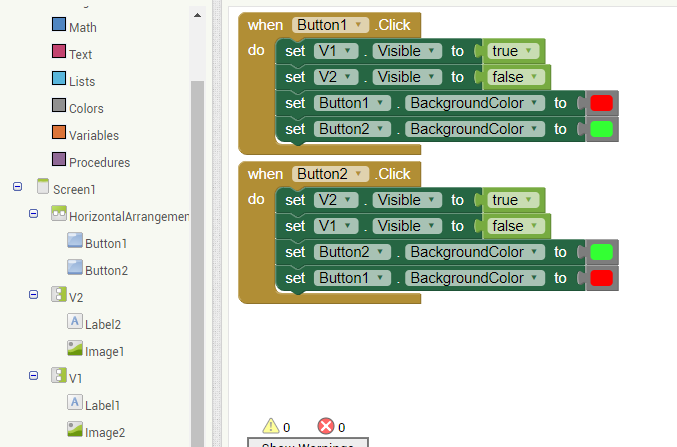 Math
Text
Lists
Colors
Variables
Procedures
Screen1
HorizontalArrangemen
Button1
Button2
V2
Label2
Image1
V1
Label1
Image2
when Button1 .Click
do set V1 . Visible to true
set V2 . Visible to false
set Button1 . BackgroundColor to
set Button2 . BackgroundColor to
when Button2 .Click
do set V2 . Visible to true
set V1 . Visible to false
set Button2 . BackgroundColor to
set Button1 . BackgroundColor to
0 0
Show Warnings